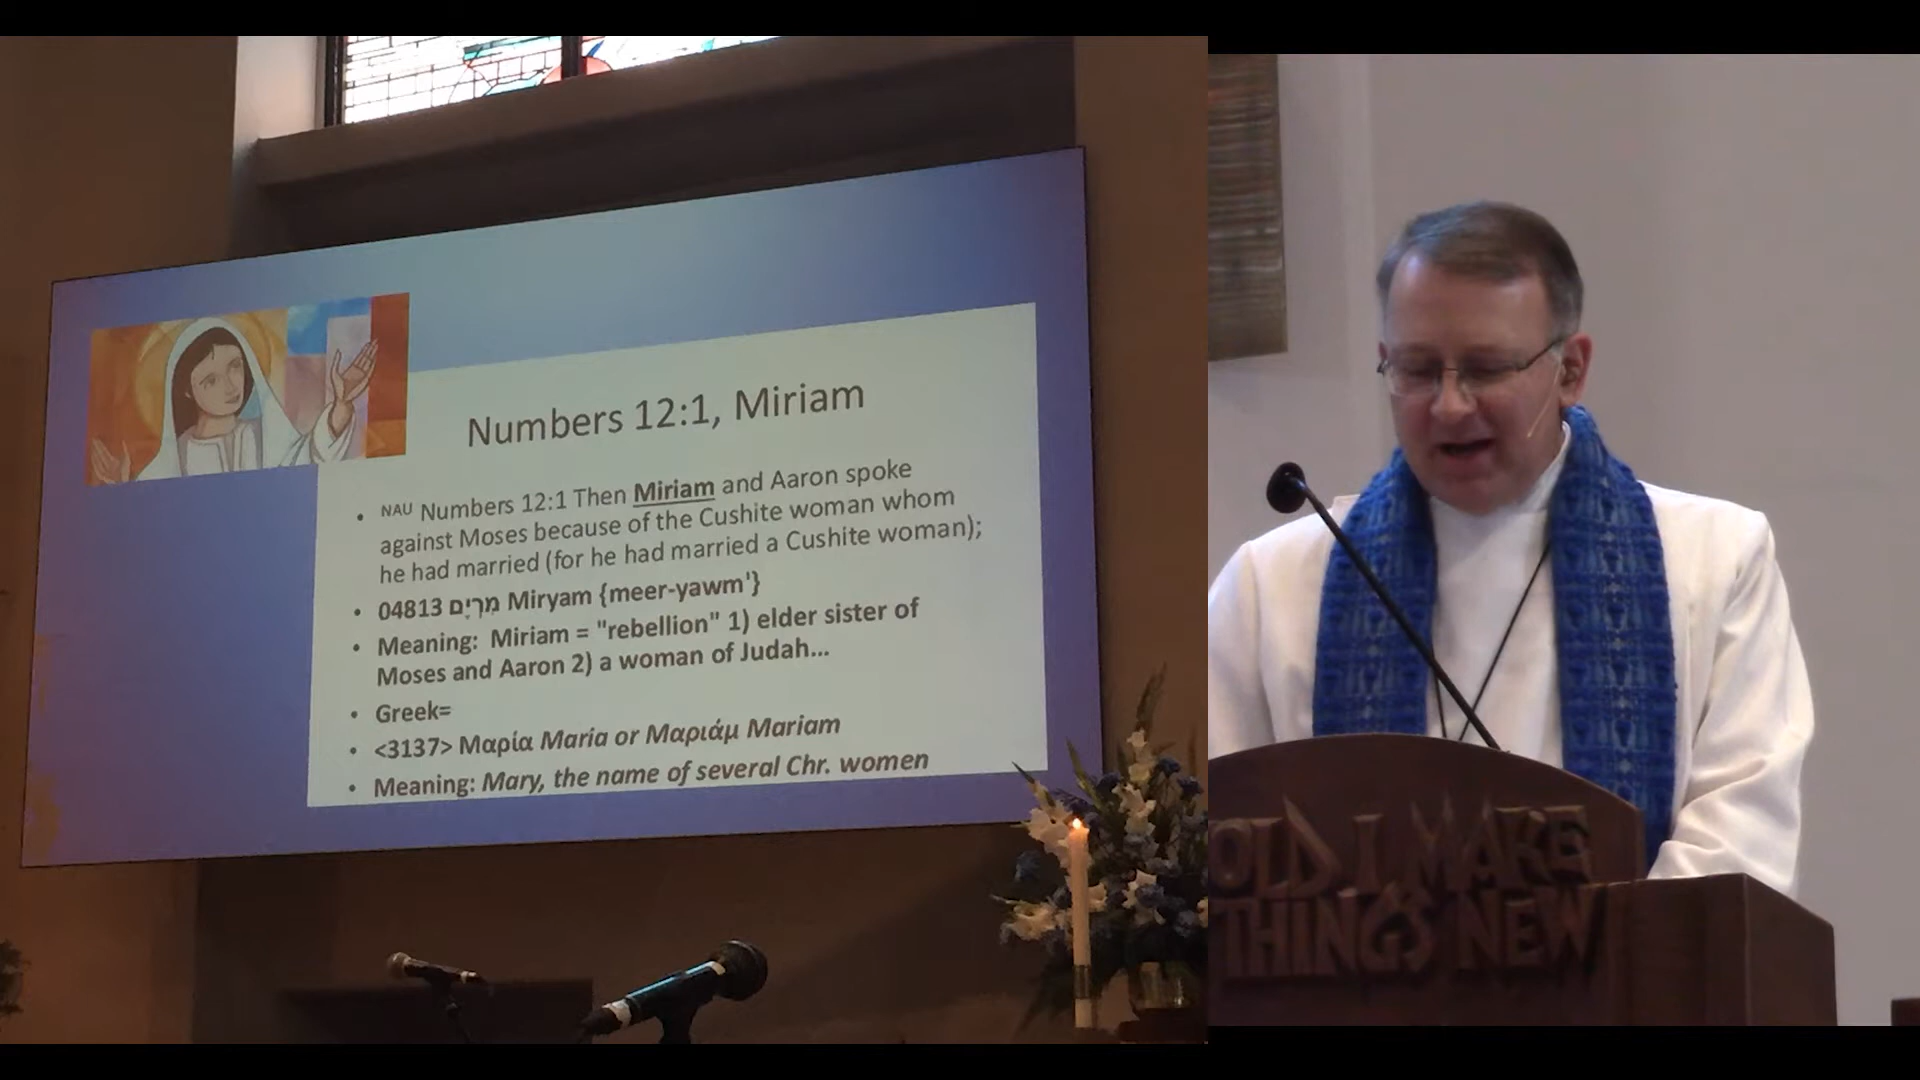 Numbers 12:1, Miriam
• NAU Numbers 12:1 Then Miriam and Aaron spoke
against Moses because of the Cushite woman whom
he had married (for he had married a Cushite woman);
• 04813 מִרְיָם Miryam {meer-yawm'}
• Meaning: Miriam = "rebellion" 1) elder sister of
Moses and Aaron 2) a woman of Judah...
• Greek=
• <3137> Μαρία Maria or Μαριάμ Mariam
• Meaning: Mary, the name of several Chr. women
OLD I MAKE
THINGS NEW